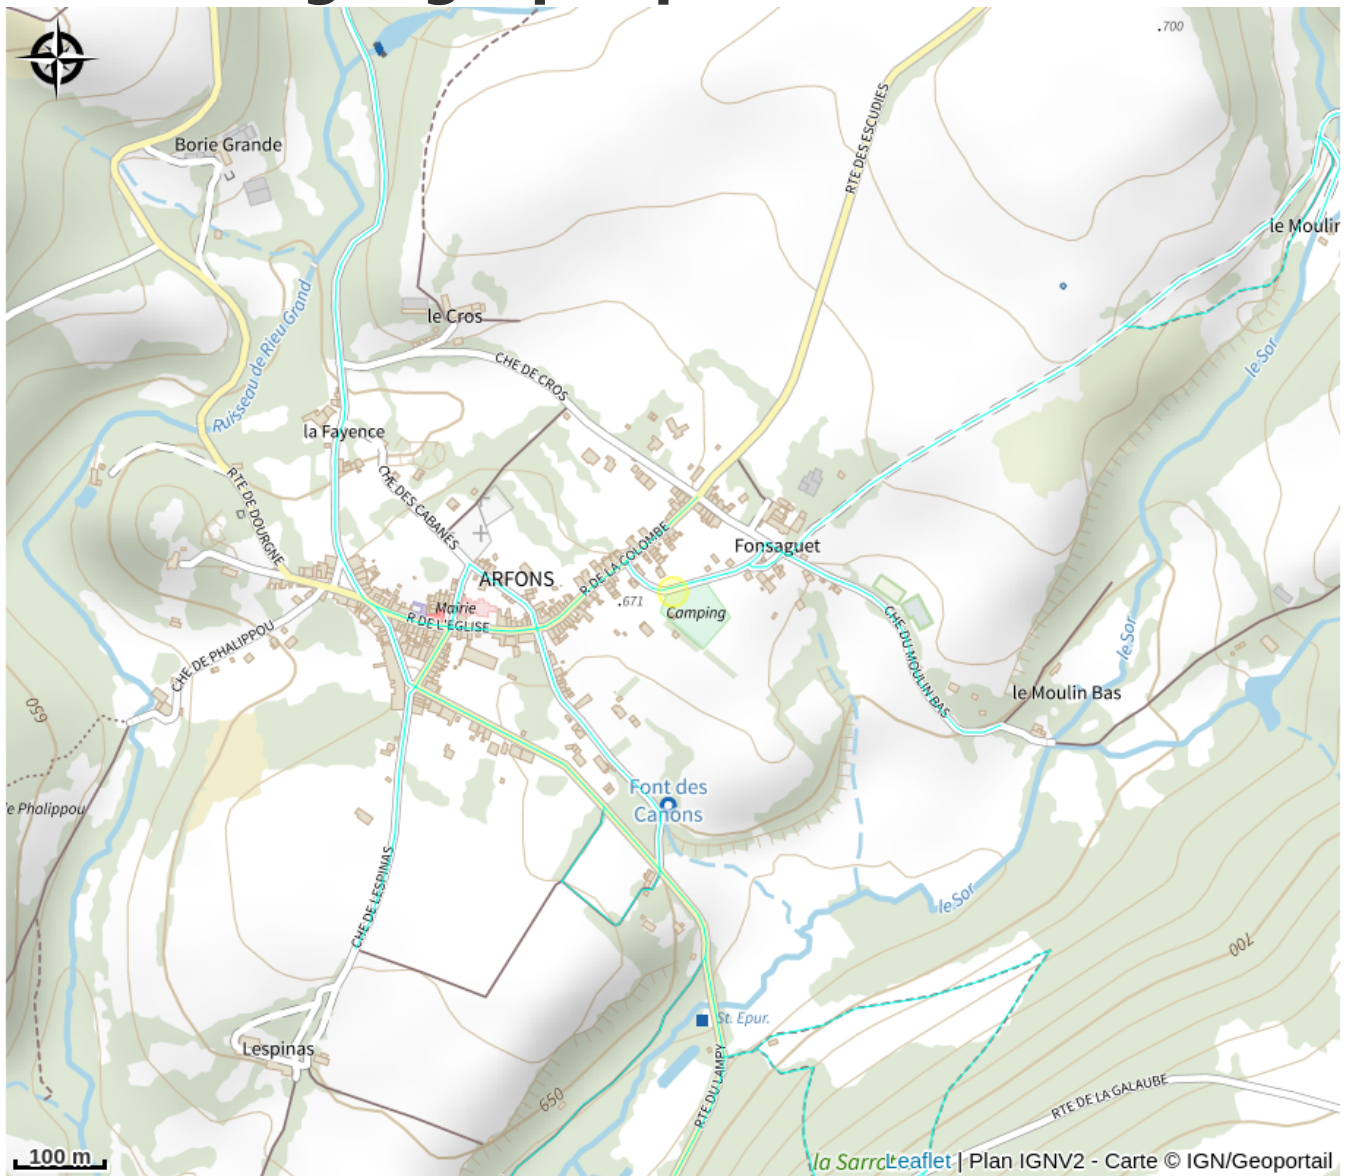 .700
RTE DES ESCUDIES
Borie Grande
le Moulin
Ruisseau de Rieu Grand
le Cros
le Sor
CHE DE CROS
la Fayence
CHE DES CABANES
RTE DE DOURGNE
R DE LA COLOMBE
Fonsaguet
ARFONS
.671
Camping
Mairie
R DE L'EGLISE
CHE DU MOULIN BAS
le Sor
CHE DE PHALIPPOU
le Moulin Bas
650
Font des
Canons
e Phalippou
CHE DE LESPINAS
le Sor
700
St. Epur.
Lespinas
650
RTE DU LAMPY
RTE DE LA GALAUBE
100 m
la Sarrot
Leaflet | Plan IGNV2 - Carte © IGN/Geoportail